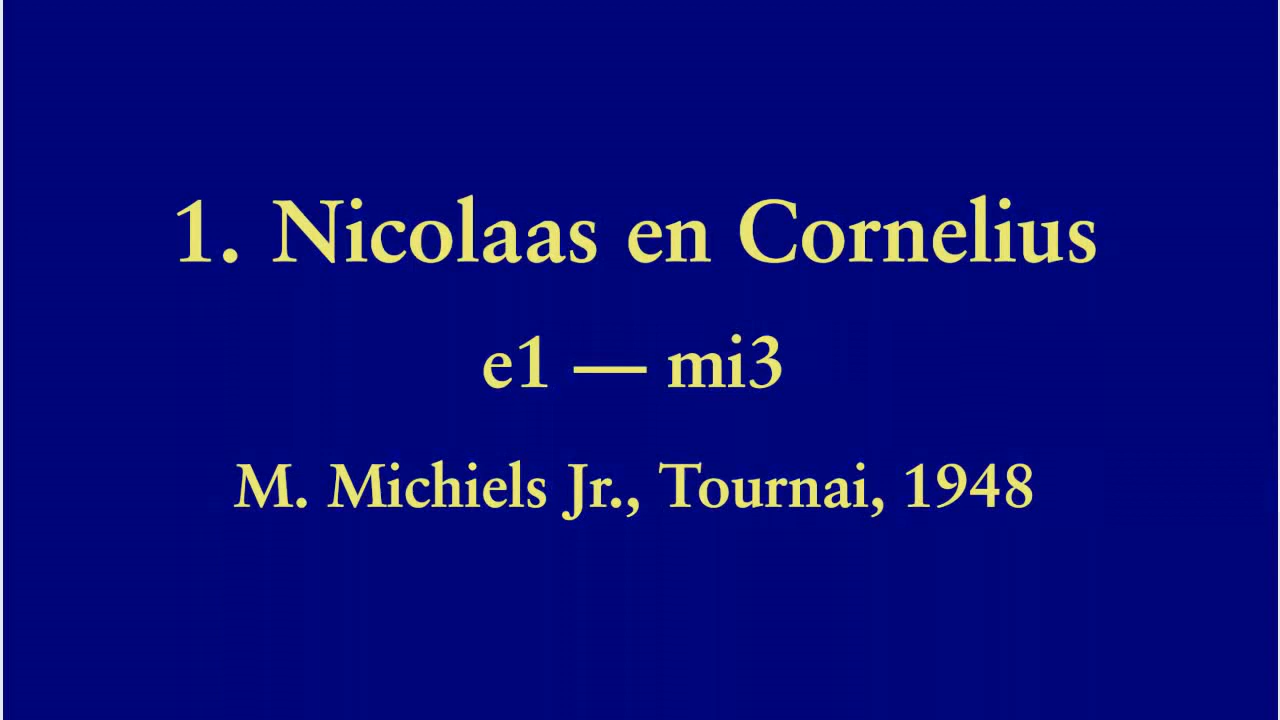 1. Nicolaas en Cornelius
e1 — mi3
M. Michiels Jr., Tournai, 1948